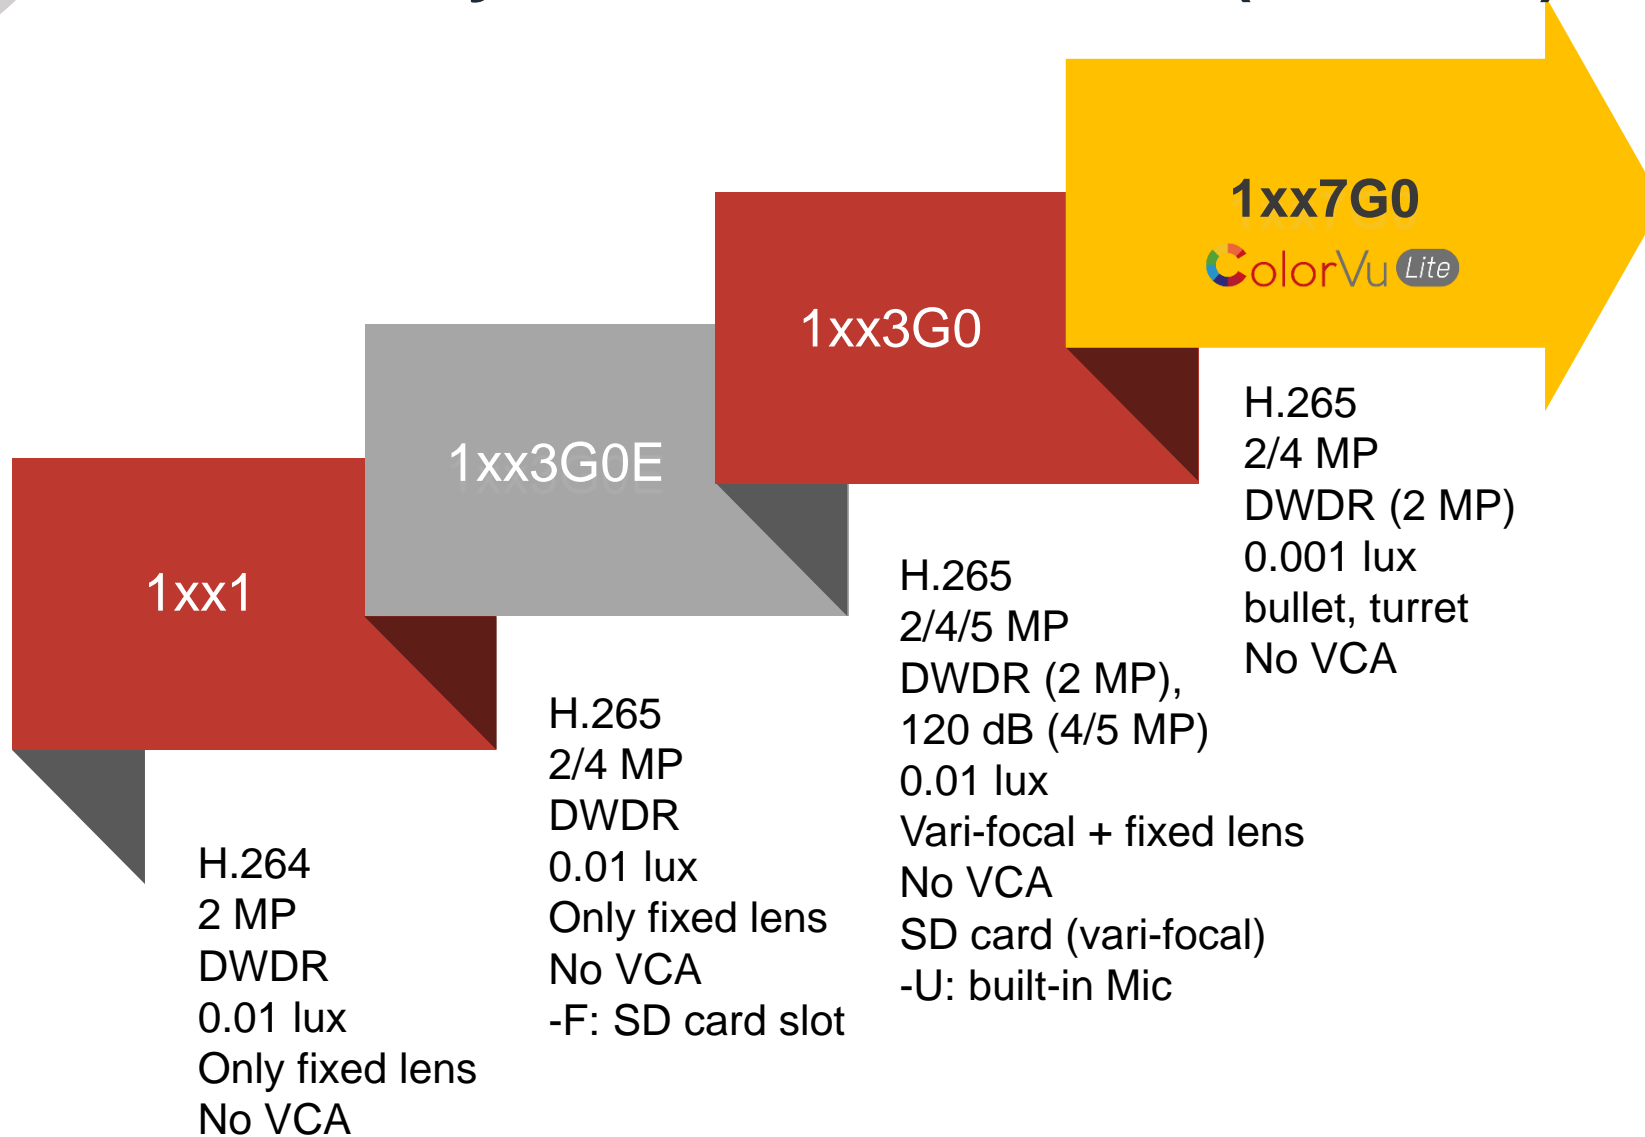 1xx7G0
ColorVu Lite
H.265
2/4 MP
DWDR (2 MP)
0.001 lux
bullet, turret
No VCA
1xx3G0
H.265
2/4/5 MP
DWDR (2 MP),
120 dB (4/5 MP)
0.01 lux
Vari-focal + fixed lens
No VCA
SD card (vari-focal)
-U: built-in Mic
1xx3G0E
H.265
2/4 MP
DWDR
0.01 lux
Only fixed lens
No VCA
-F: SD card slot
1xx1
H.264
2 MP
DWDR
0.01 lux
Only fixed lens
No VCA